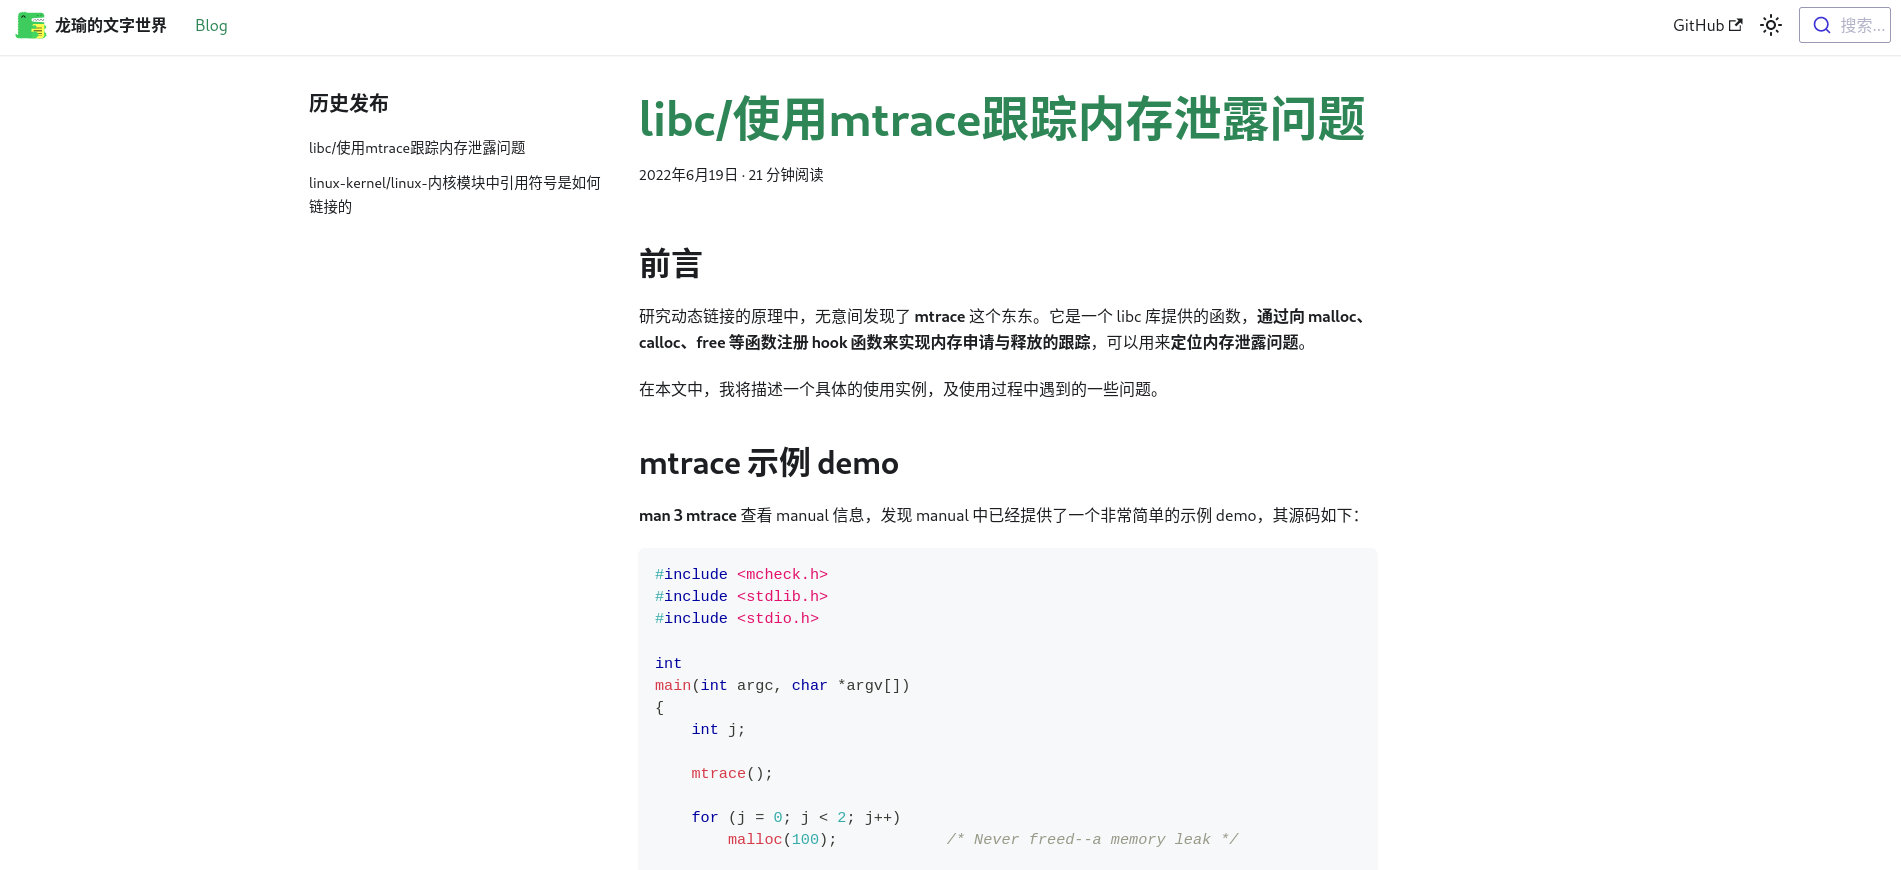 龙瑜的文字世界 Blog GitHub 搜索...
历史发布
libc/使用mtrace跟踪内存泄露问题
linux-kernel/linux-内核模块中引用符号是如何
链接的
libc/使用mtrace跟踪内存泄露问题
2022年6月19日 · 21 分钟阅读
前言
研究动态链接的原理中，无意间发现了 mtrace 这个东东。它是一个 libc 库提供的函数，通过向 malloc、
calloc、free 等函数注册 hook 函数来实现内存申请与释放的跟踪，可以用来定位内存泄露问题。
在本文中，我将描述一个具体的使用实例，及使用过程中遇到的一些问题。
mtrace 示例 demo
man 3 mtrace 查看 manual 信息，发现 manual 中已经提供了一个非常简单的示例 demo，其源码如下：
#include <mcheck.h>
#include <stdlib.h>
#include <stdio.h>
int
main(int argc, char *argv[])
{
    int j;
    mtrace();
    for (j = 0; j < 2; j++)
        malloc(100);            /* Never freed--a memory leak */